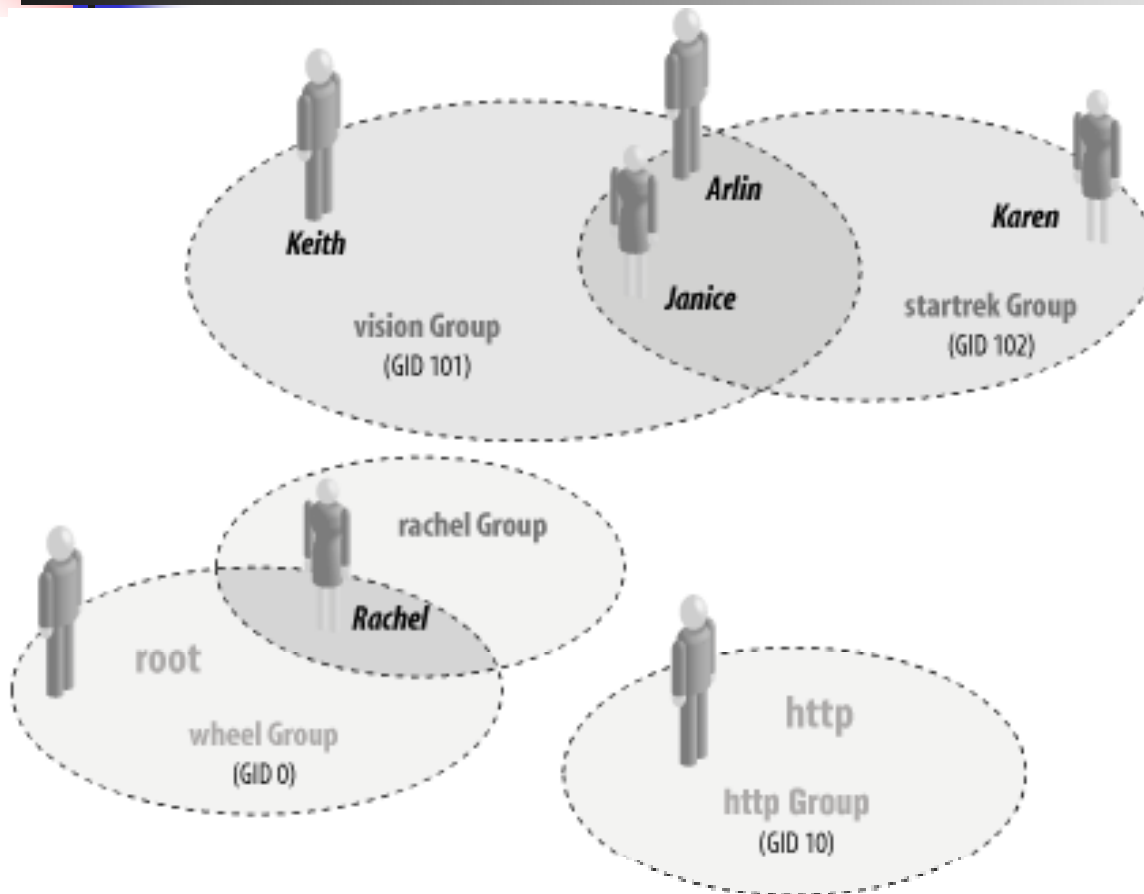 Arlin
Keith
Karen
Janice
vision Group
(GID 101)
startrek Group
(GID 102)
rachel Group
Rachel
root
wheel Group
(GID 0)
http
http Group
(GID 10)